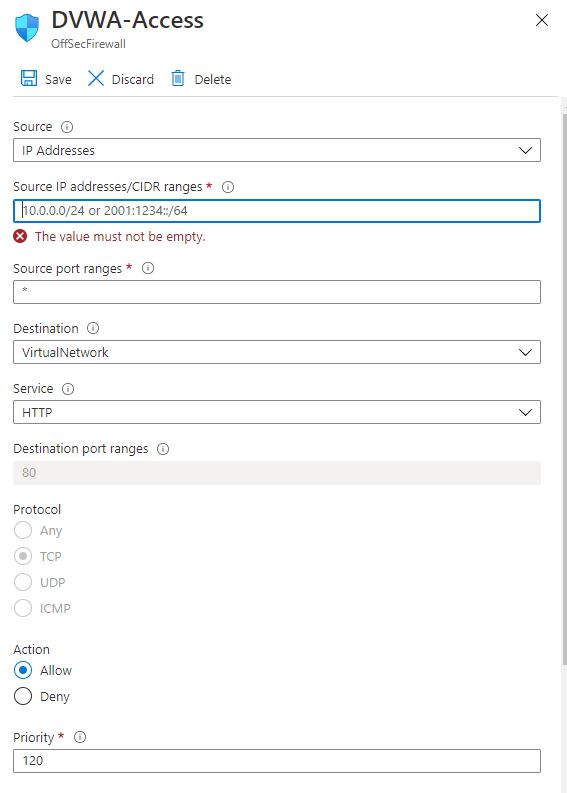 DVWA-Access
OffSecFirewall
Save Discard Delete
Source
IP Addresses
Source IP addresses/CIDR ranges *
10.0.0.0/24 or 2001:1234::/64
The value must not be empty.
Source port ranges *
*
Destination
VirtualNetwork
Service
HTTP
Destination port ranges
80
Protocol
Any
TCP
UDP
ICMP
Action
Allow
Deny
Priority *
120